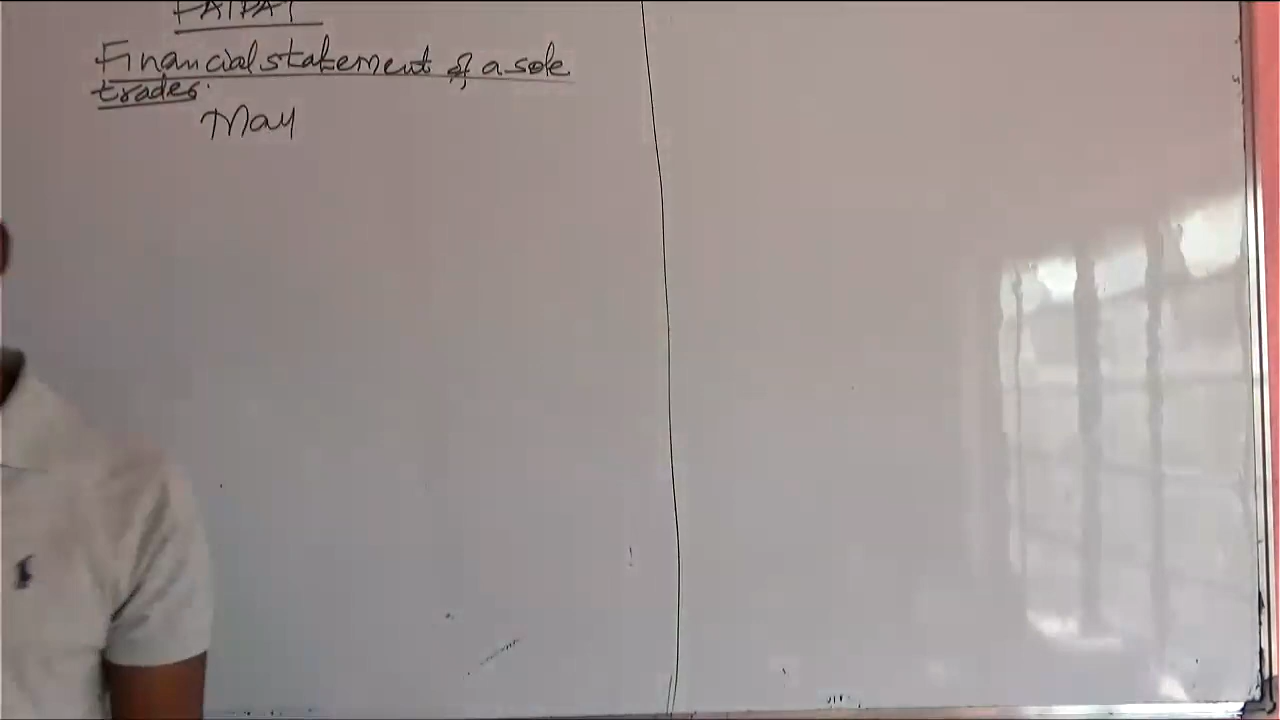 Financial statement of a sole
trader.
May